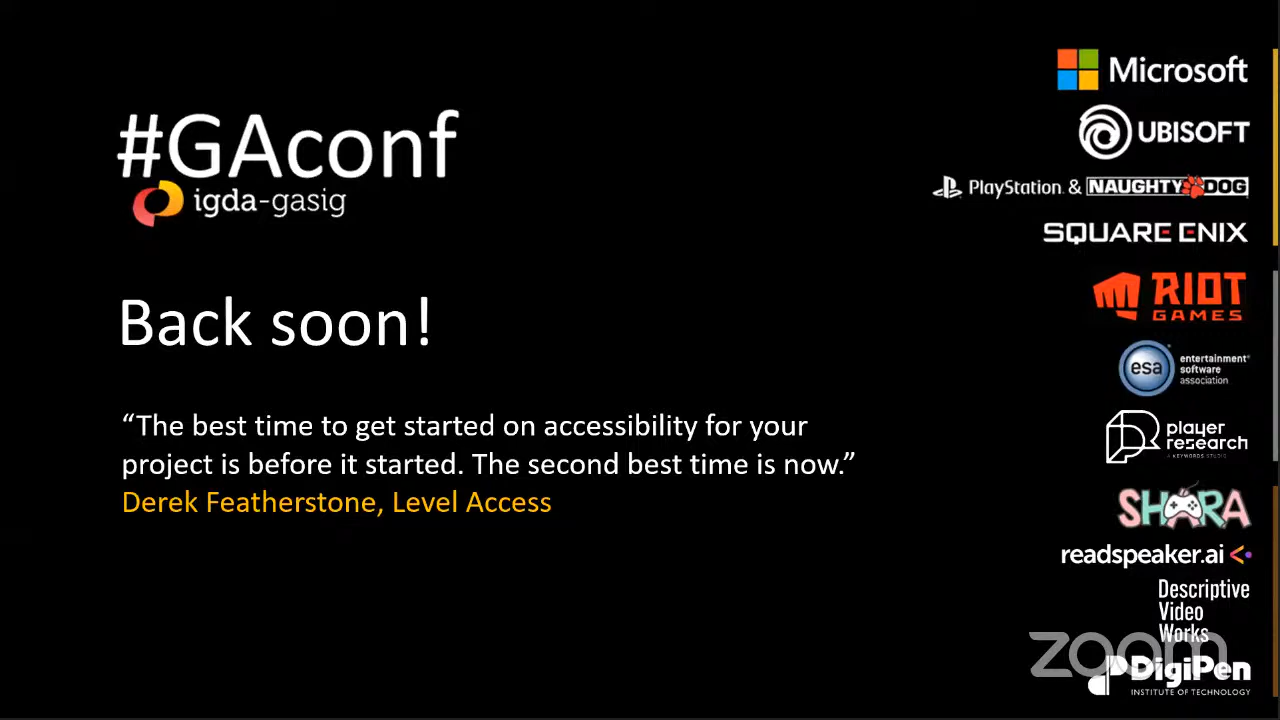 #GAconf
igda-gasig
Back soon!
“The best time to get started on accessibility for your
project is before it started. The second best time is now.”
Derek Featherstone, Level Access
Microsoft
UBISOFT
PlayStation. & NAUGHTY DOG
SQUARE ENIX
RIOT
GAMES
esa
entertainment®
software
association
player
research
A KEYWORDS STUDIO
SHARA
readspeaker.ai
Descriptive
Video
Works
zoom
DigiPen
INSTITUTE OF TECHNOLOGY